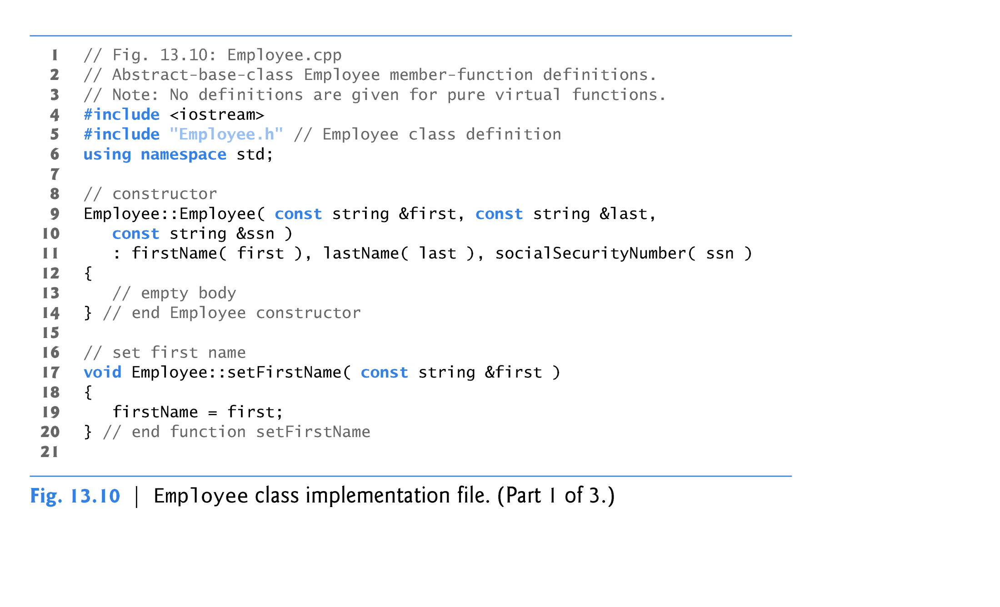 1 // Fig. 13.10: Employee.cpp
2 // Abstract-base-class Employee member-function definitions.
3 // Note: No definitions are given for pure virtual functions.
4 #include <iostream>
5 #include "Employee.h" // Employee class definition
6 using namespace std;
7
8 // constructor
9 Employee::Employee( const string &first, const string &last,
10    const string &ssn )
11    : firstName( first ), lastName( last ), socialSecurityNumber( ssn )
12 {
13    // empty body
14 } // end Employee constructor
15
16 // set first name
17 void Employee::setFirstName( const string &first )
18 {
19    firstName = first;
20 } // end function setFirstName
21
Fig. 13.10 | Employee class implementation file. (Part 1 of 3.)